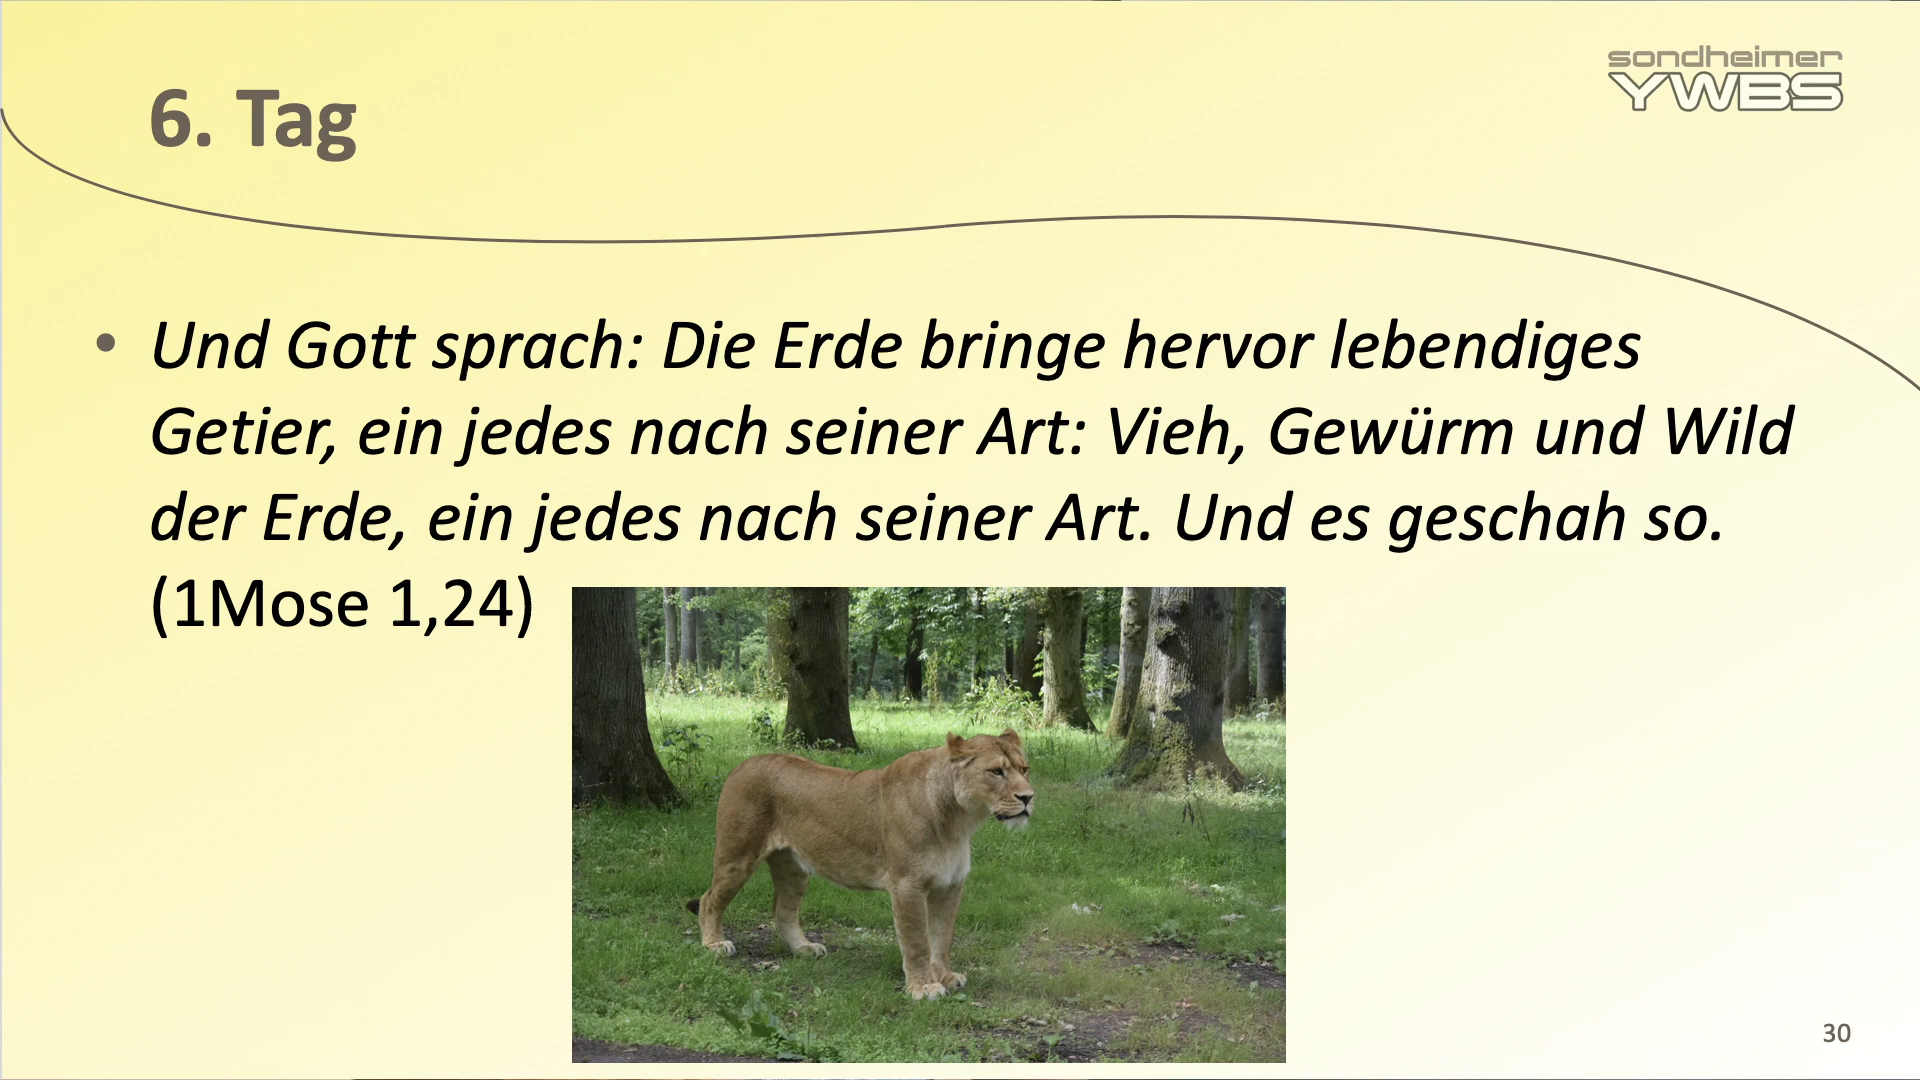 sondheimer
YWBS
6. Tag
• Und Gott sprach: Die Erde bringe hervor lebendiges
Getier, ein jedes nach seiner Art: Vieh, Gewürm und Wild
der Erde, ein jedes nach seiner Art. Und es geschah so.
(1Mose 1,24)
30